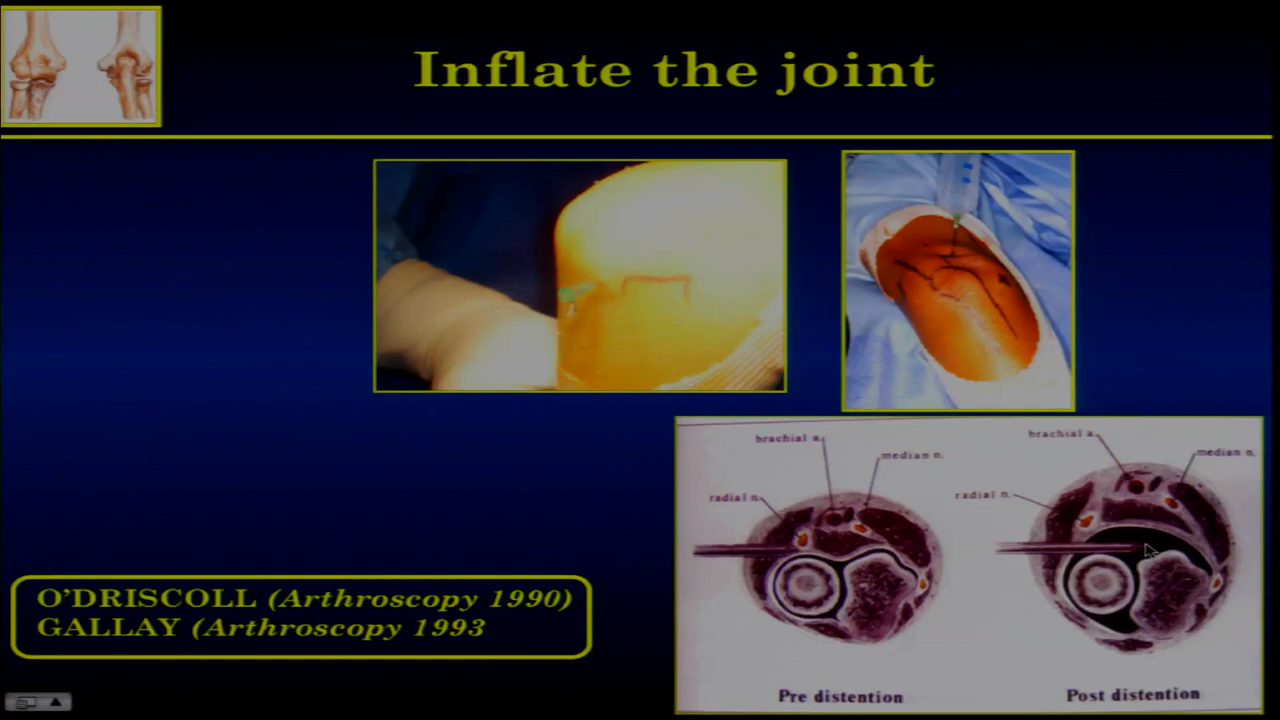 Inflate the joint
brachial a.
median n.
radial n.
brachial a.
median n.
radial n.
O'DRISCOLL (Arthroscopy 1990)
GALLAY (Arthroscopy 1993
Pre distention
Post distention